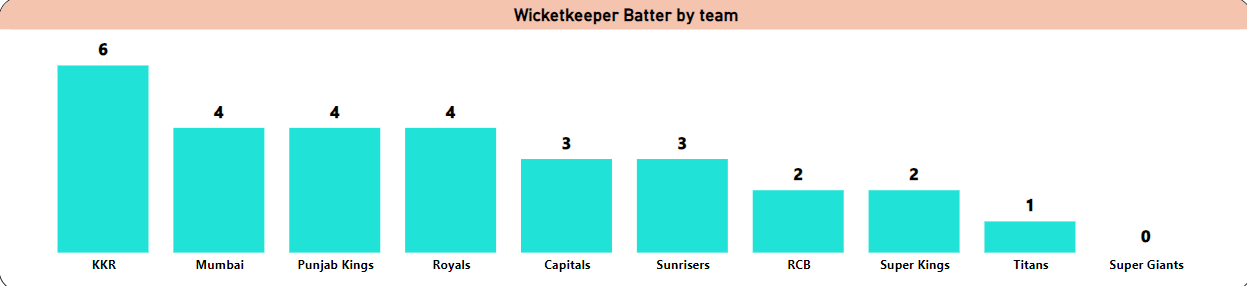 Wicketkeeper Batter by team
6
4
4
4
3
3
2
2
1
0
KKR
Mumbai
Punjab Kings
Royals
Capitals
Sunrisers
RCB
Super Kings
Titans
Super Giants